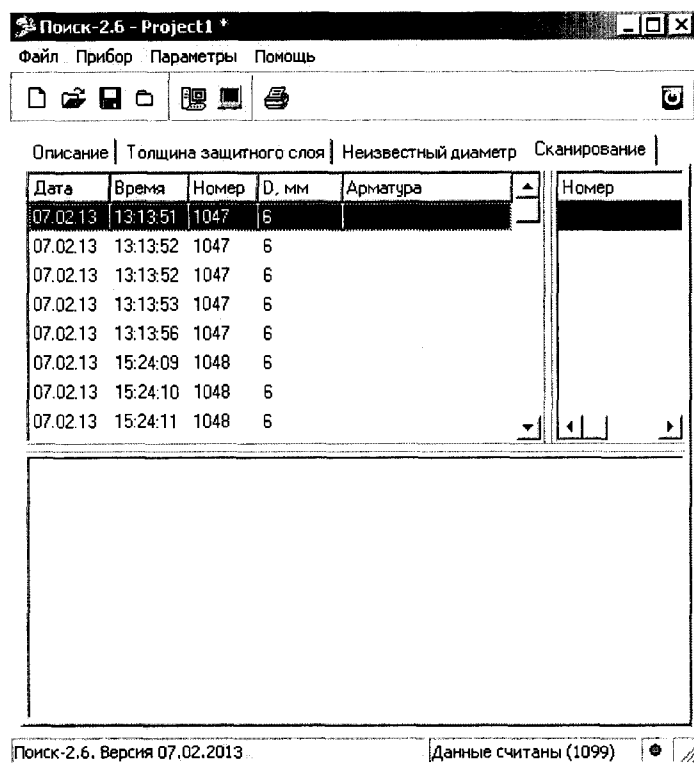 Поиск-2.6 - Project1 *
Файл Прибор Параметры Помощь
Описание Толщина защитного слоя Неизвестный диаметр Сканирование
Дата Время Номер D, мм Арматура Номер
07.02.13 13:13:51 1047 6
07.02.13 13:13:52 1047 6
07.02.13 13:13:52 1047 6
07.02.13 13:13:53 1047 6
07.02.13 13:13:56 1047 6
07.02.13 15:24:09 1048 6
07.02.13 15:24:10 1048 6
07.02.13 15:24:11 1048 6
Поиск-2.6. Версия 07.02.2013 Данные считаны (1099)